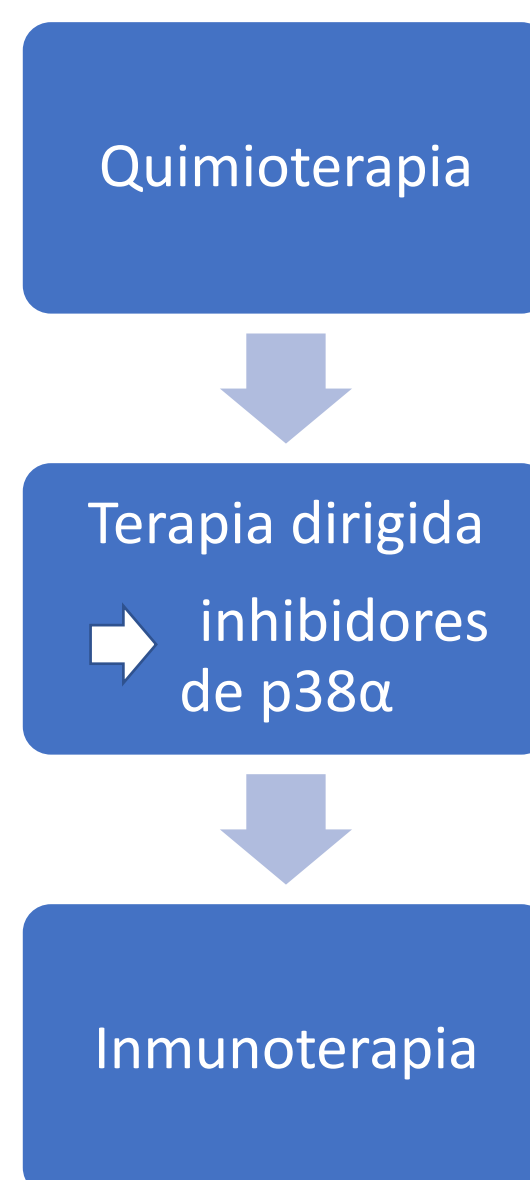 Quimioterapia
Terapia dirigida
inhibidores
de p38α
Inmunoterapia